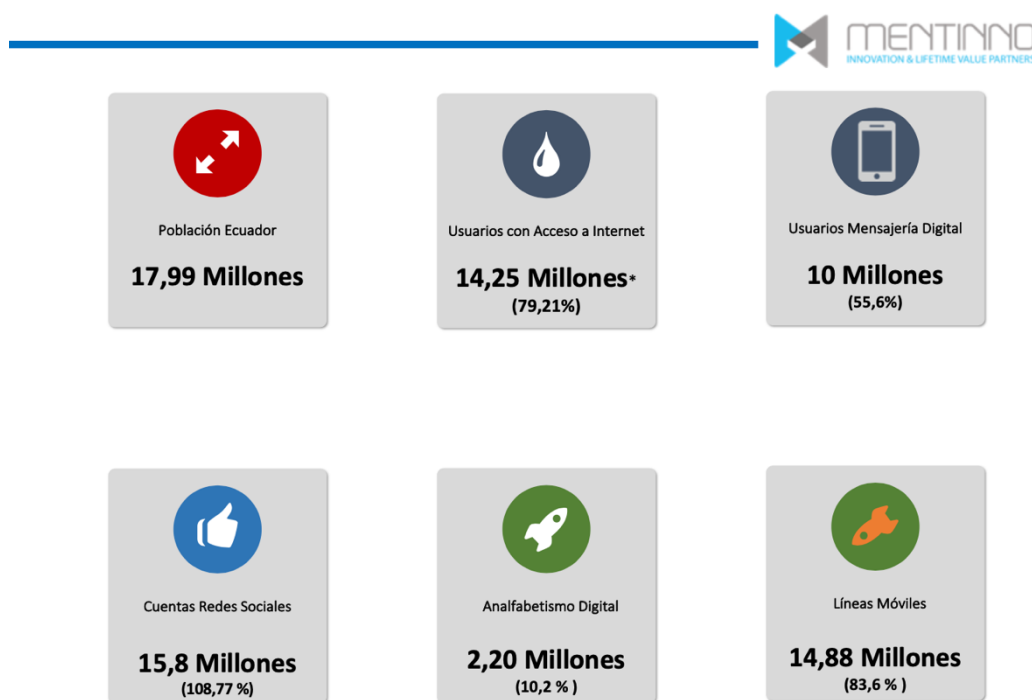 MENTINNO
INNOVATION & LIFETIME VALUE PARTNERS
Población Ecuador
17,99 Millones
Usuarios con Acceso a Internet
14,25 Millones*
(79,21%)
Usuarios Mensajería Digital
10 Millones
(55,6%)
Cuentas Redes Sociales
15,8 Millones
(108,77 %)
Analfabetismo Digital
2,20 Millones
(10,2 % )
Líneas Móviles
14,88 Millones
(83,6 % )